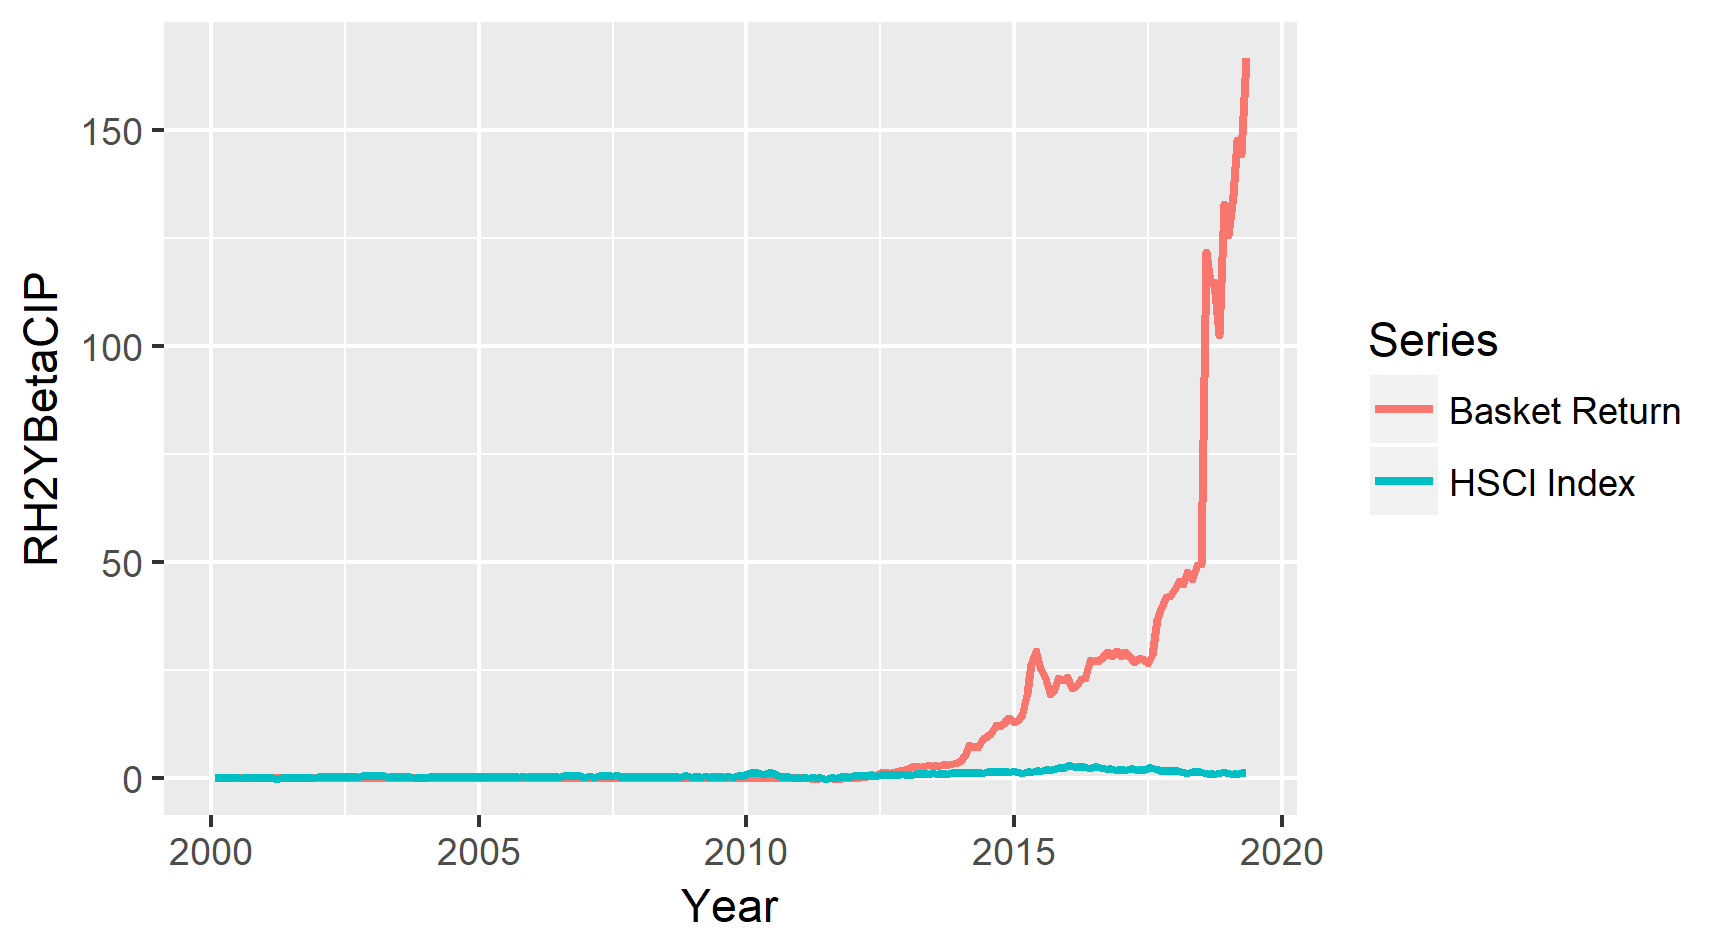 RH2YBetaCIP
150
100
50
0
2000 2005 2010 2015 2020
Year
Series
Basket Return
HSCI Index